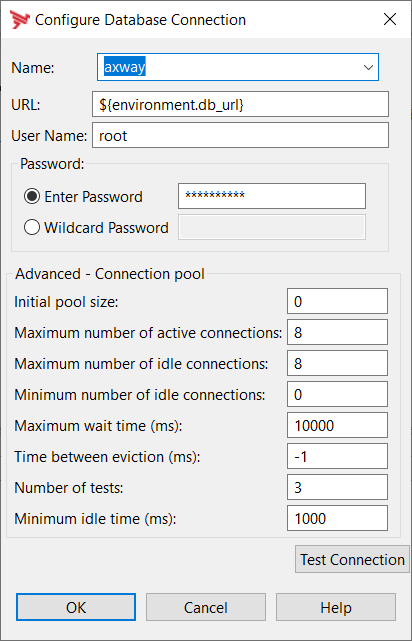 Configure Database Connection
Name: axway
URL: ${environment.db_url}
User Name: root
Password:
Enter Password **********
Wildcard Password
Advanced - Connection pool
Initial pool size: 0
Maximum number of active connections: 8
Maximum number of idle connections: 8
Minimum number of idle connections: 0
Maximum wait time (ms): 10000
Time between eviction (ms): -1
Number of tests: 3
Minimum idle time (ms): 1000
Test Connection
OK Cancel Help